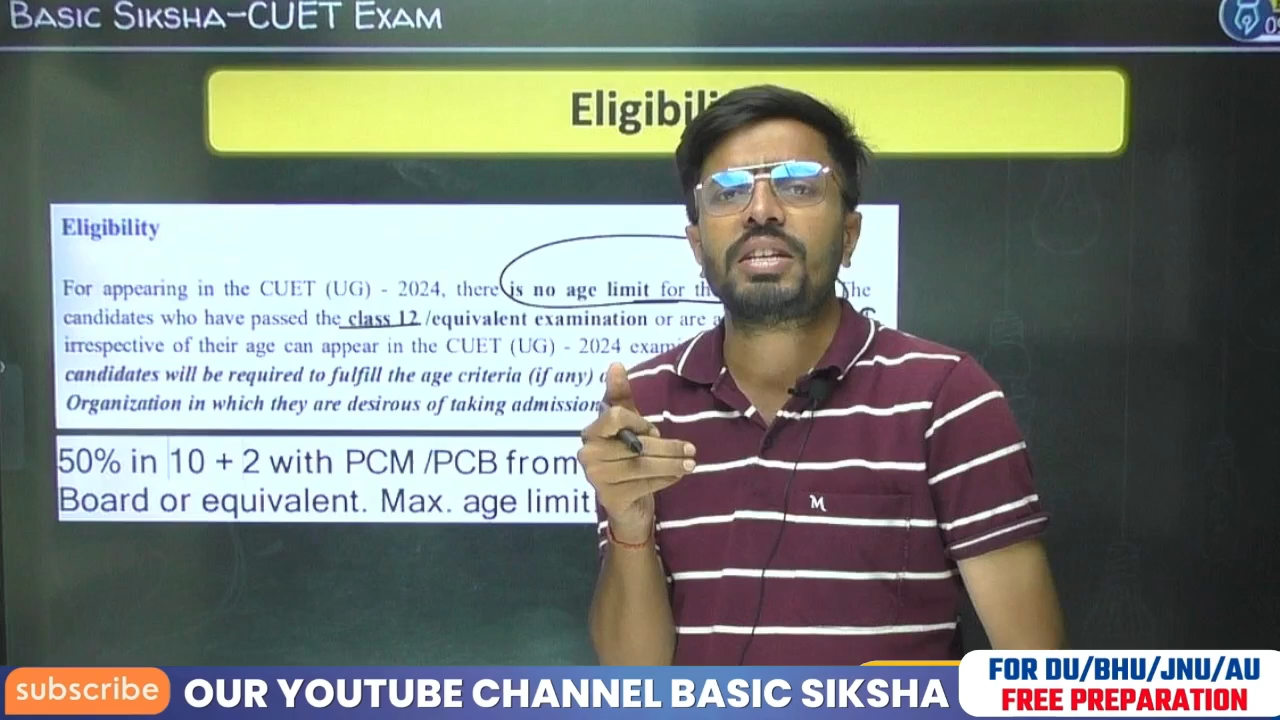 BASIC SIKSHA-CUET EXAM
Eligibili
Eligibility
For appearing in the CUET (UG) - 2024, there is no age limit for th The
candidates who have passed the class 12 /equivalent examination or are a
irrespective of their age can appear in the CUET (UG) - 2024 exami
candidates will be required to fulfill the age criteria (if any) o
Organization in which they are desirous of taking admission
50% in 10 + 2 with PCM /PCB from
Board or equivalent. Max. age limit
M
subscribe OUR YOUTUBE CHANNEL BASIC SIKSHA
FOR DU/BHU/JNU/AU
FREE PREPARATION